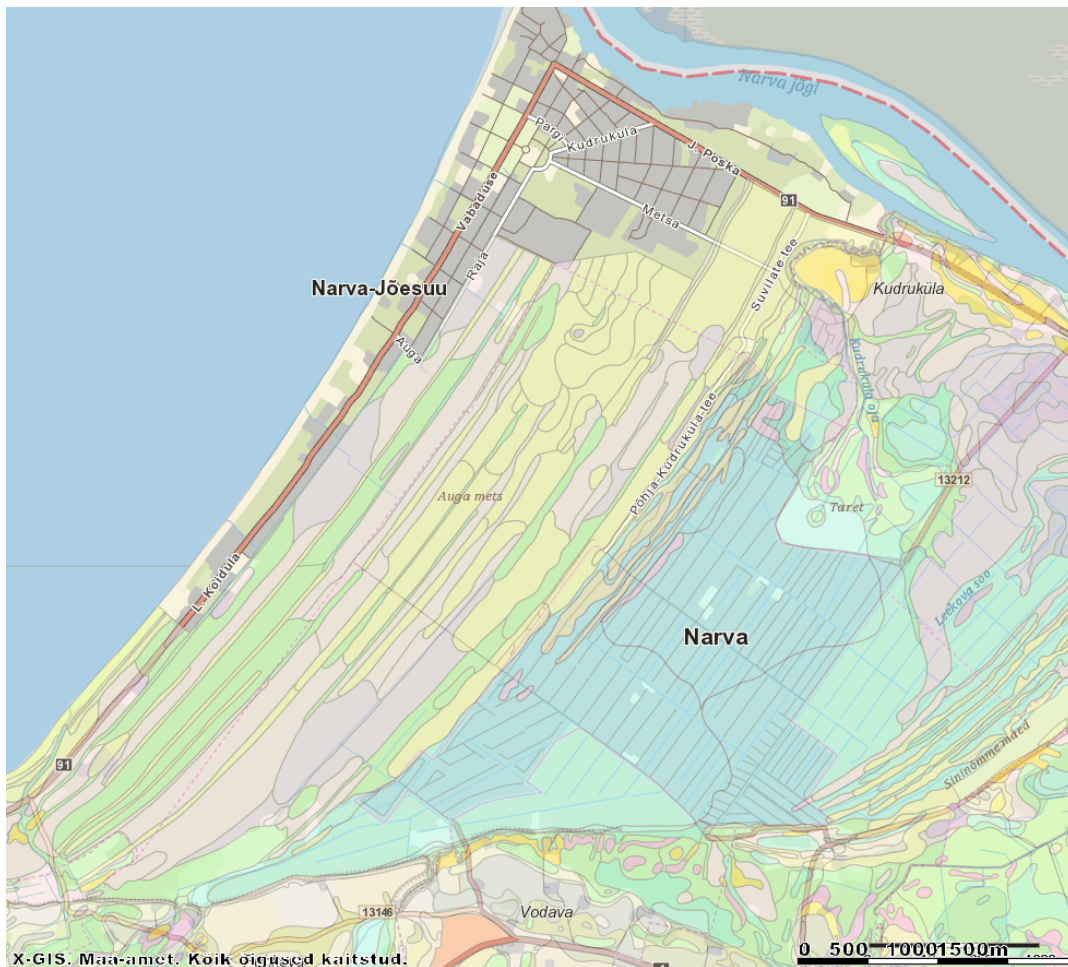 Narva jõgi
Pargi
Kudruküla
J. Poska
91
Vabaduse
Metsa
Raja
Suvilate tee
Narva-Jõesuu
Kudruküla
Auga
Kudruküla oja
Põhja-Kudruküla-tee
13212
Auga mets
Taret
L. Koidula
Leekova soo
Narva
Sininõmme mäed
91
13146
Vodava
X-GIS. Maa-amet. Kõik õigused kaitstud.
0 500 1000 1500m